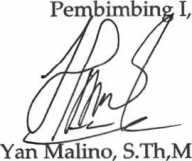 Pembimbing I,
Yan Malino, S.Th,M